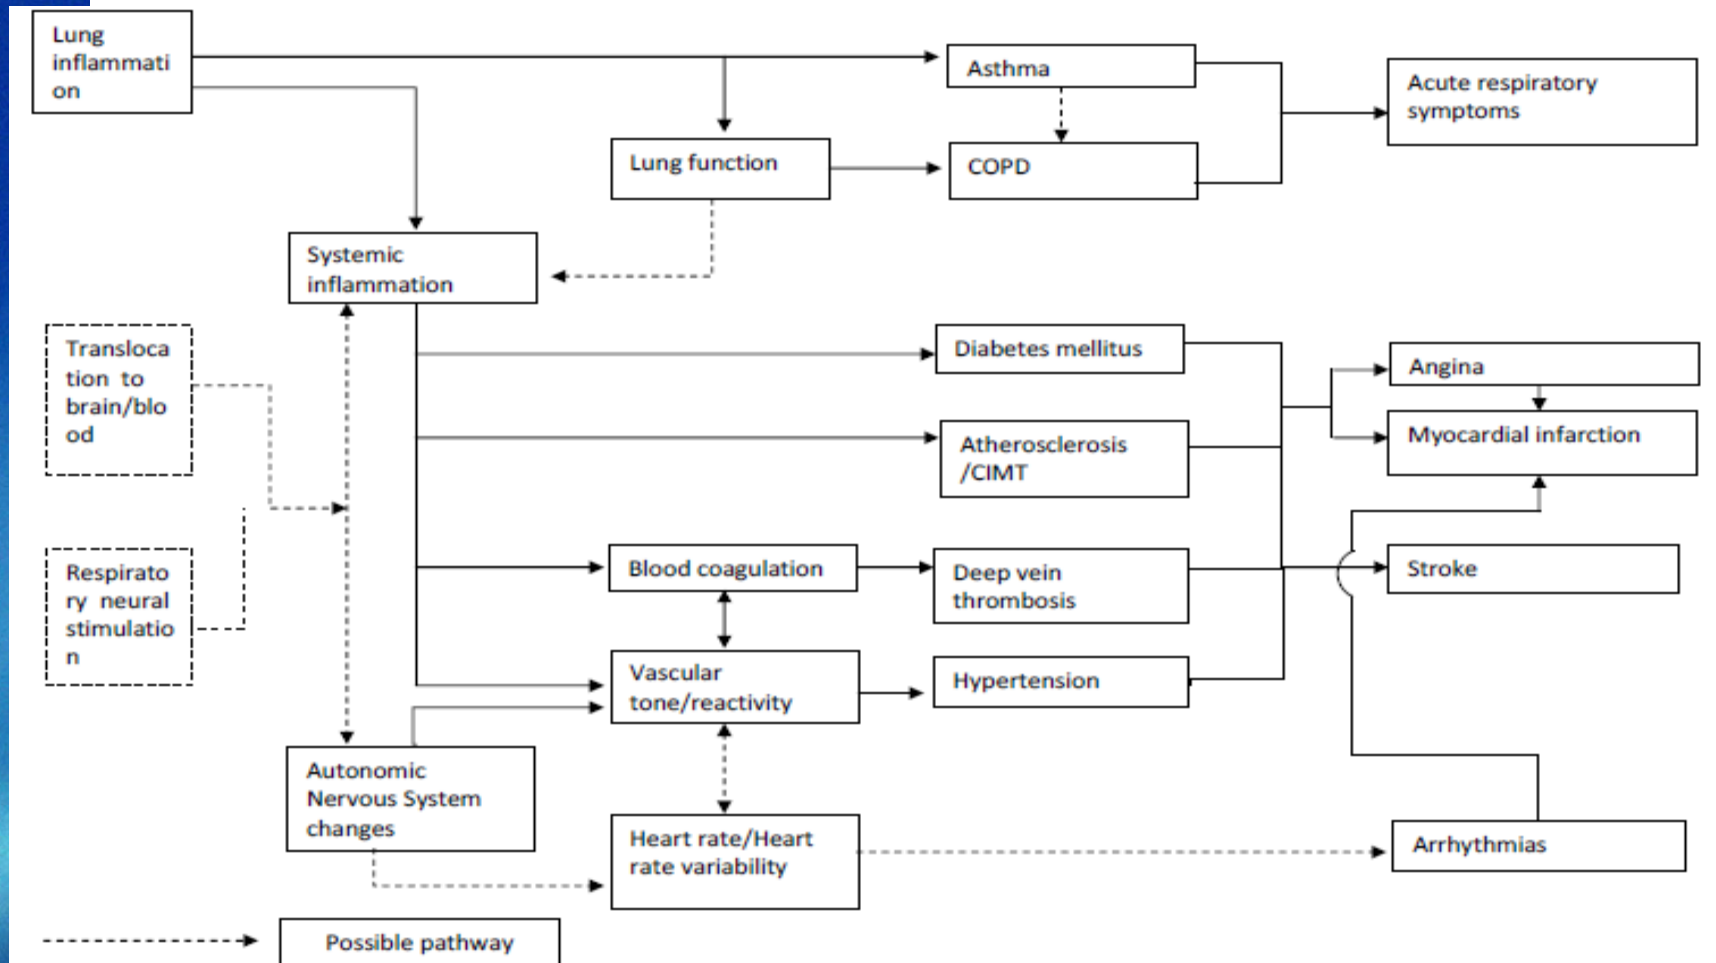 Lung
inflammati
on
Asthma
Acute respiratory
symptoms
Lung function
COPD
Systemic
inflammation
Transloca
tion to
brain/blo
od
Diabetes mellitus
Angina
Atherosclerosis
/CIMT
Myocardial infarction
Respirato
ry neural
stimulatio
n
Blood coagulation
Deep vein
thrombosis
Stroke
Vascular
tone/reactivity
Hypertension
Autonomic
Nervous System
changes
Heart rate/Heart
rate variability
Arrhythmias
Possible pathway